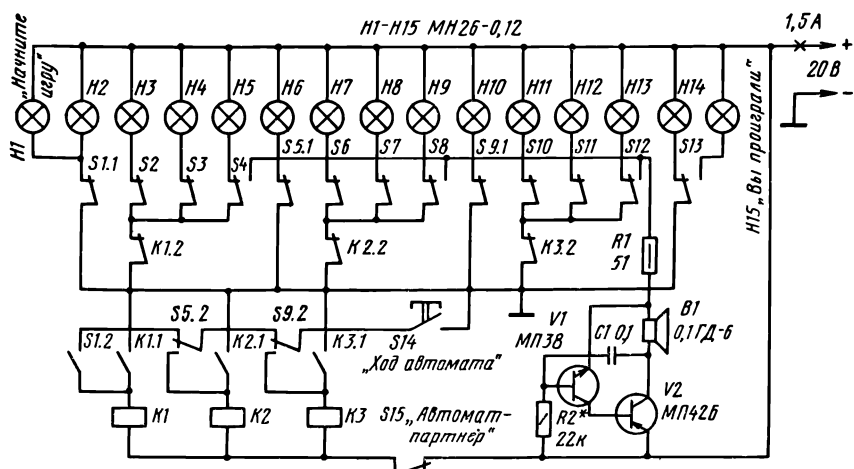 H1-H15 МН26-0,12
1,5А
+
20В
-
„Начните игру"
H1
H2
H3
H4
H5
H6
H7
H8
H9
H10
H11
H12
H13
H14
S1.1
S2
S3
S4
S5.1
S6
S7
S8
S9.1
S10
S11
S12
S13
H15 „Вы проиграли"
K1.2
K2.2
K3.2
R1
51
S1.2
K1.1
S5.2
K2.1
S9.2
K3.1
S14
„Ход автомата"
V1
МП38
C1 0,1
B1
0,1ГД-6
K1
K2
K3
S15 „Автомат-
партнёр"
R2*
22к
V2
МП42Б